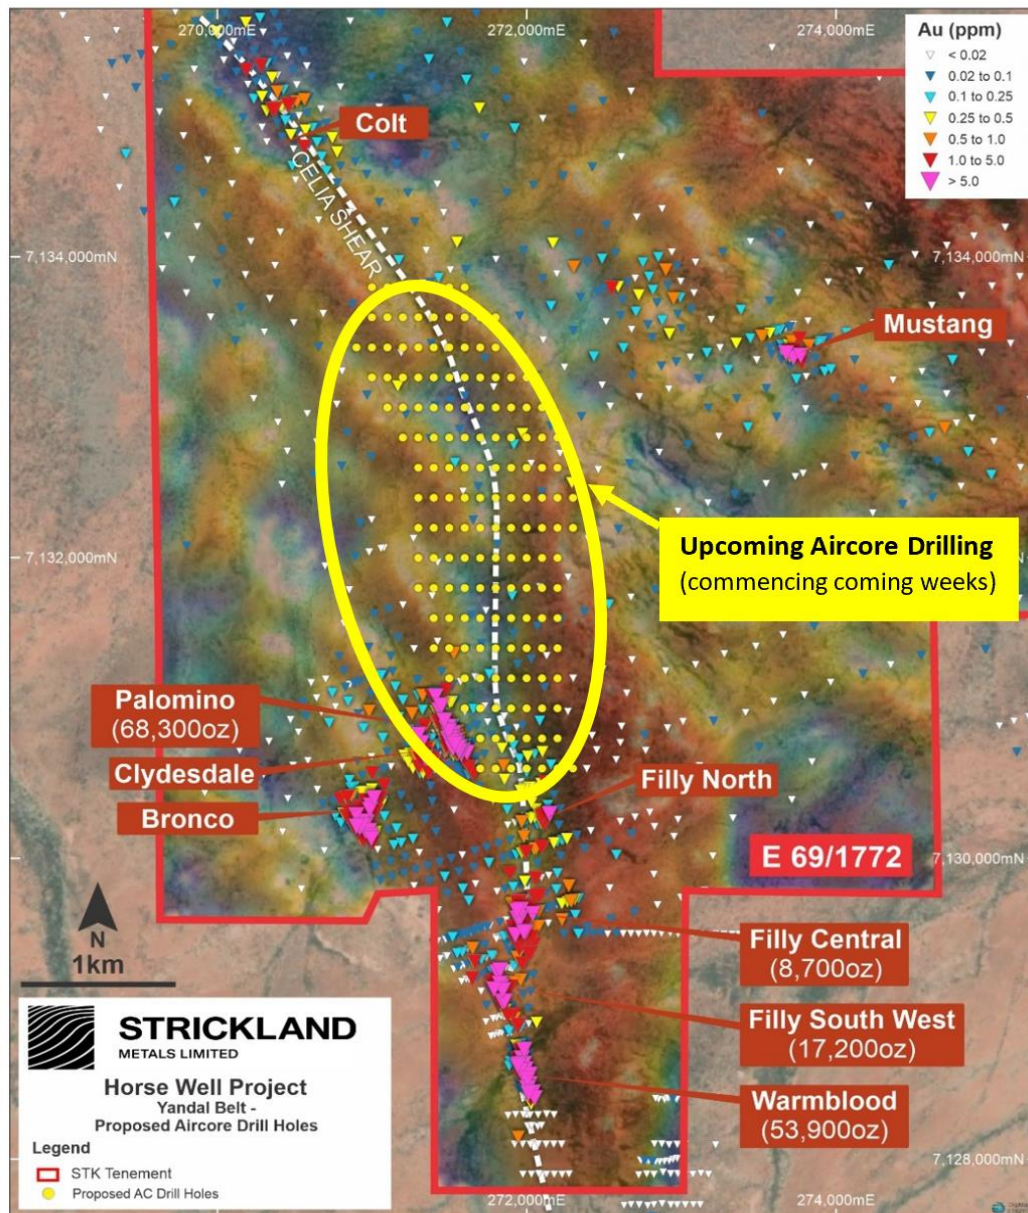 270,000mE
272,000mE
274,000mE
Au (ppm)
< 0.02
0.02 to 0.1
0.1 to 0.25
0.25 to 0.5
0.5 to 1.0
1.0 to 5.0
> 5.0
Colt
CELIA SHEAR
7,134,000mN
7,134,000mN
Mustang
Upcoming Aircore Drilling
(commencing coming weeks)
7,132,000mN
Palomino
(68,300oz)
Clydesdale
Bronco
Filly North
E 69/1772
7,130,000mN
N
1km
Filly Central
(8,700oz)
Filly South West
(17,200oz)
Warmblood
(53,900oz)
STRICKLAND
METALS LIMITED
Horse Well Project
Yandal Belt -
Proposed Aircore Drill Holes
Legend
STK Tenement
Proposed AC Drill Holes
7,128,000mN
272,000mE
274,000mE